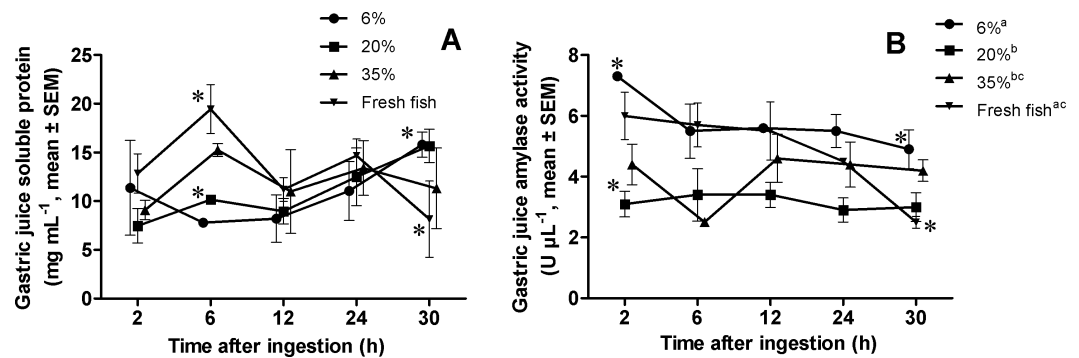 6%
20%
35%
Fresh fish
A
Gastric juice soluble protein
(mg mL⁻¹, mean ± SEM)
25
20
15
10
5
0
*
*
*
*
2
6
12
24
30
Time after ingestion (h)
6%ᵃ
20%ᵇ
35%ᵇᶜ
Fresh fishᵃᶜ
B
Gastric juice amylase activity
(U µL⁻¹, mean ± SEM)
8
6
4
2
0
*
*
*
*
2
6
12
24
30
Time after ingestion (h)